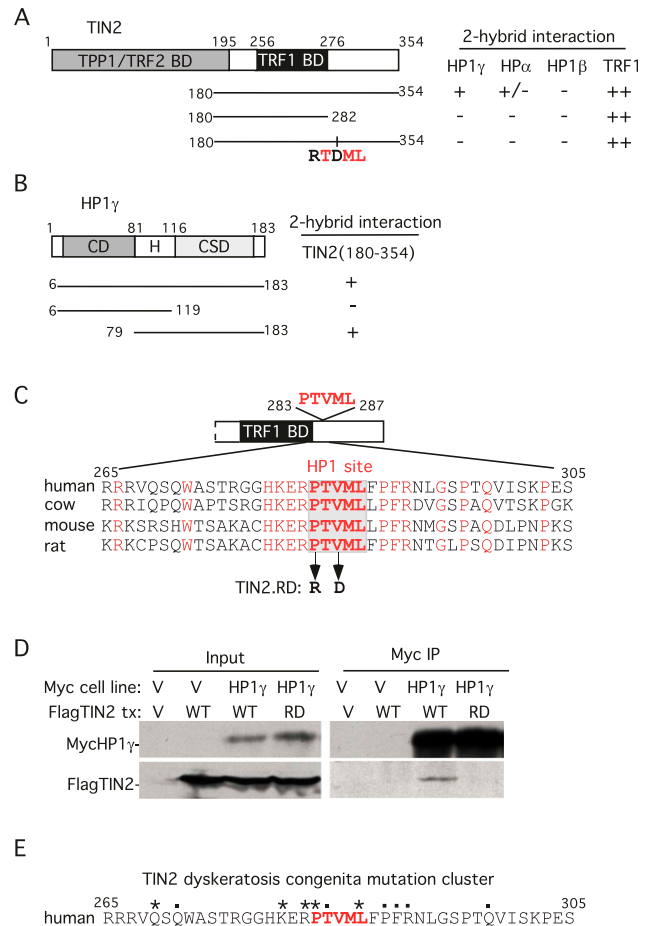 A
TIN2
1 195 256 276 354
TPP1/TRF2 BD TRF1 BD
2-hybrid interaction
HP1γ HPα HP1β TRF1
180 354 + +/- - ++
180 282 - - - ++
180 354 - - - ++
RTDML
B
HP1γ
1 81 116 183
CD H CSD
2-hybrid interaction
TIN2(180-354)
6 183 +
6 119 -
79 183 +
C
PTVML
283 287
TRF1 BD
265 HP1 site 305
human RRRVQSQWASTRGGHKERPTVMLFPFRNLGSPTQVISKPES
cow RRRIQPQWAPTSRGHKERPTVMLLPFRDVGSPAQVTSKPGK
mouse KRKSRSHWTSAKACHKERPTVMLLPFRNMGSPAQDLPNPKS
rat KRKCPSQWTSAKACHKERPTVMLFPFRNTGLPSQDIPNPKS
TIN2.RD: R D
D
Input Myc IP
Myc cell line: V V HP1γ HP1γ V V HP1γ HP1γ
FlagTIN2 tx: V WT WT RD V WT WT RD
MycHP1γ-
FlagTIN2-
E
TIN2 dyskeratosis congenita mutation cluster
265 305
human RRRVQSQWASTRGGHKERPTVMLFPFRNLGSPTQVISKPES